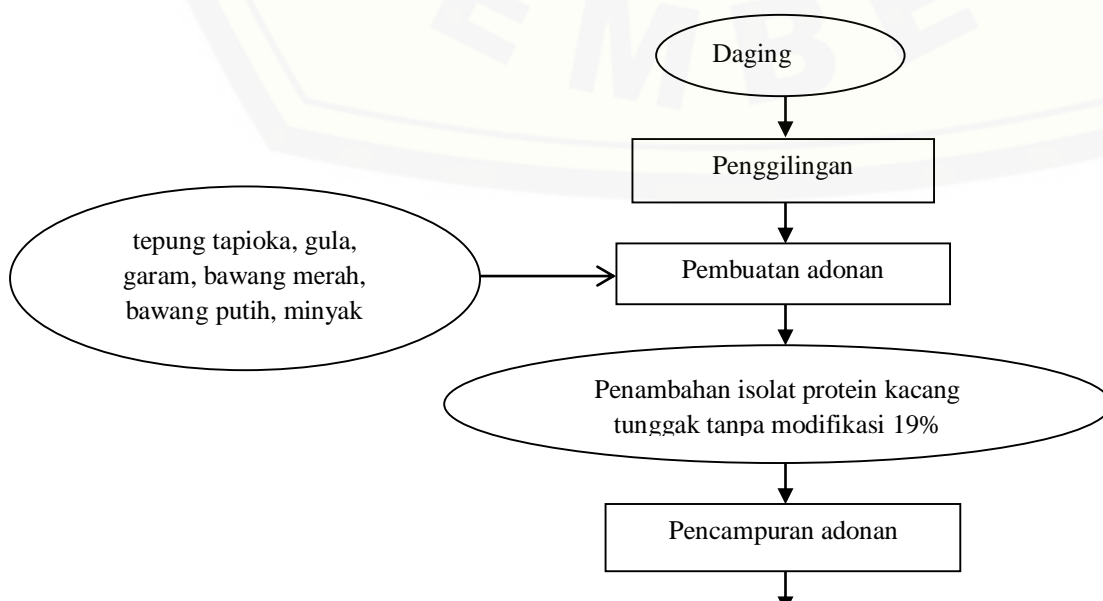 Daging
Penggilingan
tepung tapioka, gula,
garam, bawang merah,
bawang putih, minyak
Pembuatan adonan
Penambahan isolat protein kacang
tunggak tanpa modifikasi 19%
Pencampuran adonan